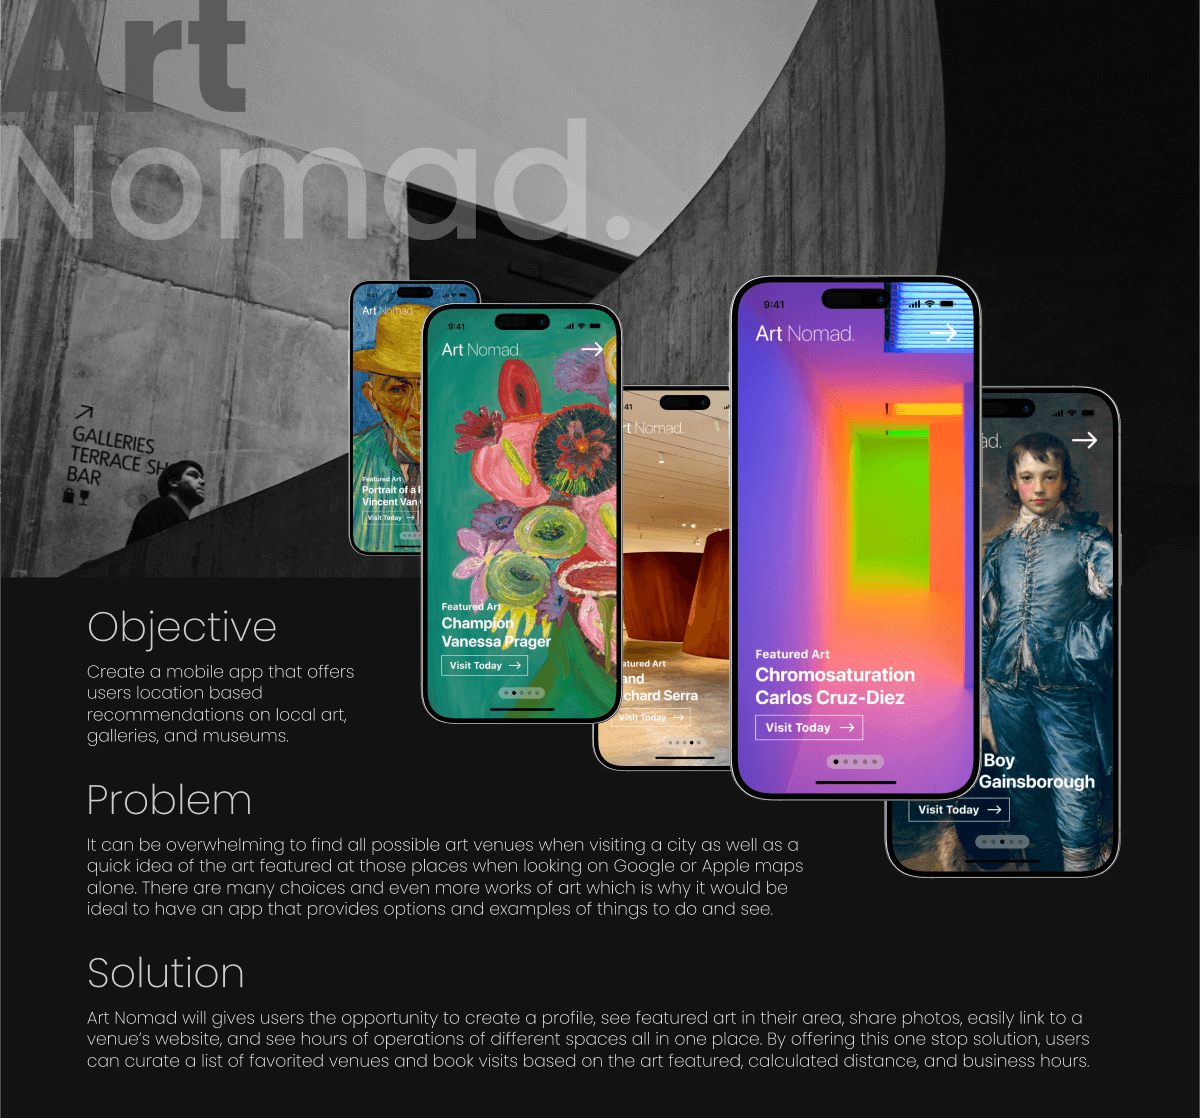 Art
Nomad.
GALLERIES
TERRACE SH
BAR
9:41
Art Nomad
Featured Art
Portrait of a
Vincent Van
Visit Today
9:41
Art Nomad.
Featured Art
Champion
Vanessa Prager
Visit Today
41
rt Nomad.
atured Art
and
chard Serra
Visit Today
9:41
Art Nomad.
Featured Art
Chromosaturation
Carlos Cruz-Diez
Visit Today
ad.
Boy
Gainsborough
Visit Today
Objective
Create a mobile app that offers
users location based
recommendations on local art,
galleries, and museums.
Problem
It can be overwhelming to find all possible art venues when visiting a city as well as a
quick idea of the art featured at those places when looking on Google or Apple maps
alone. There are many choices and even more works of art which is why it would be
ideal to have an app that provides options and examples of things to do and see.
Solution
Art Nomad will gives users the opportunity to create a profile, see featured art in their area, share photos, easily link to a
venue’s website, and see hours of operations of different spaces all in one place. By offering this one stop solution, users
can curate a list of favorited venues and book visits based on the art featured, calculated distance, and business hours.